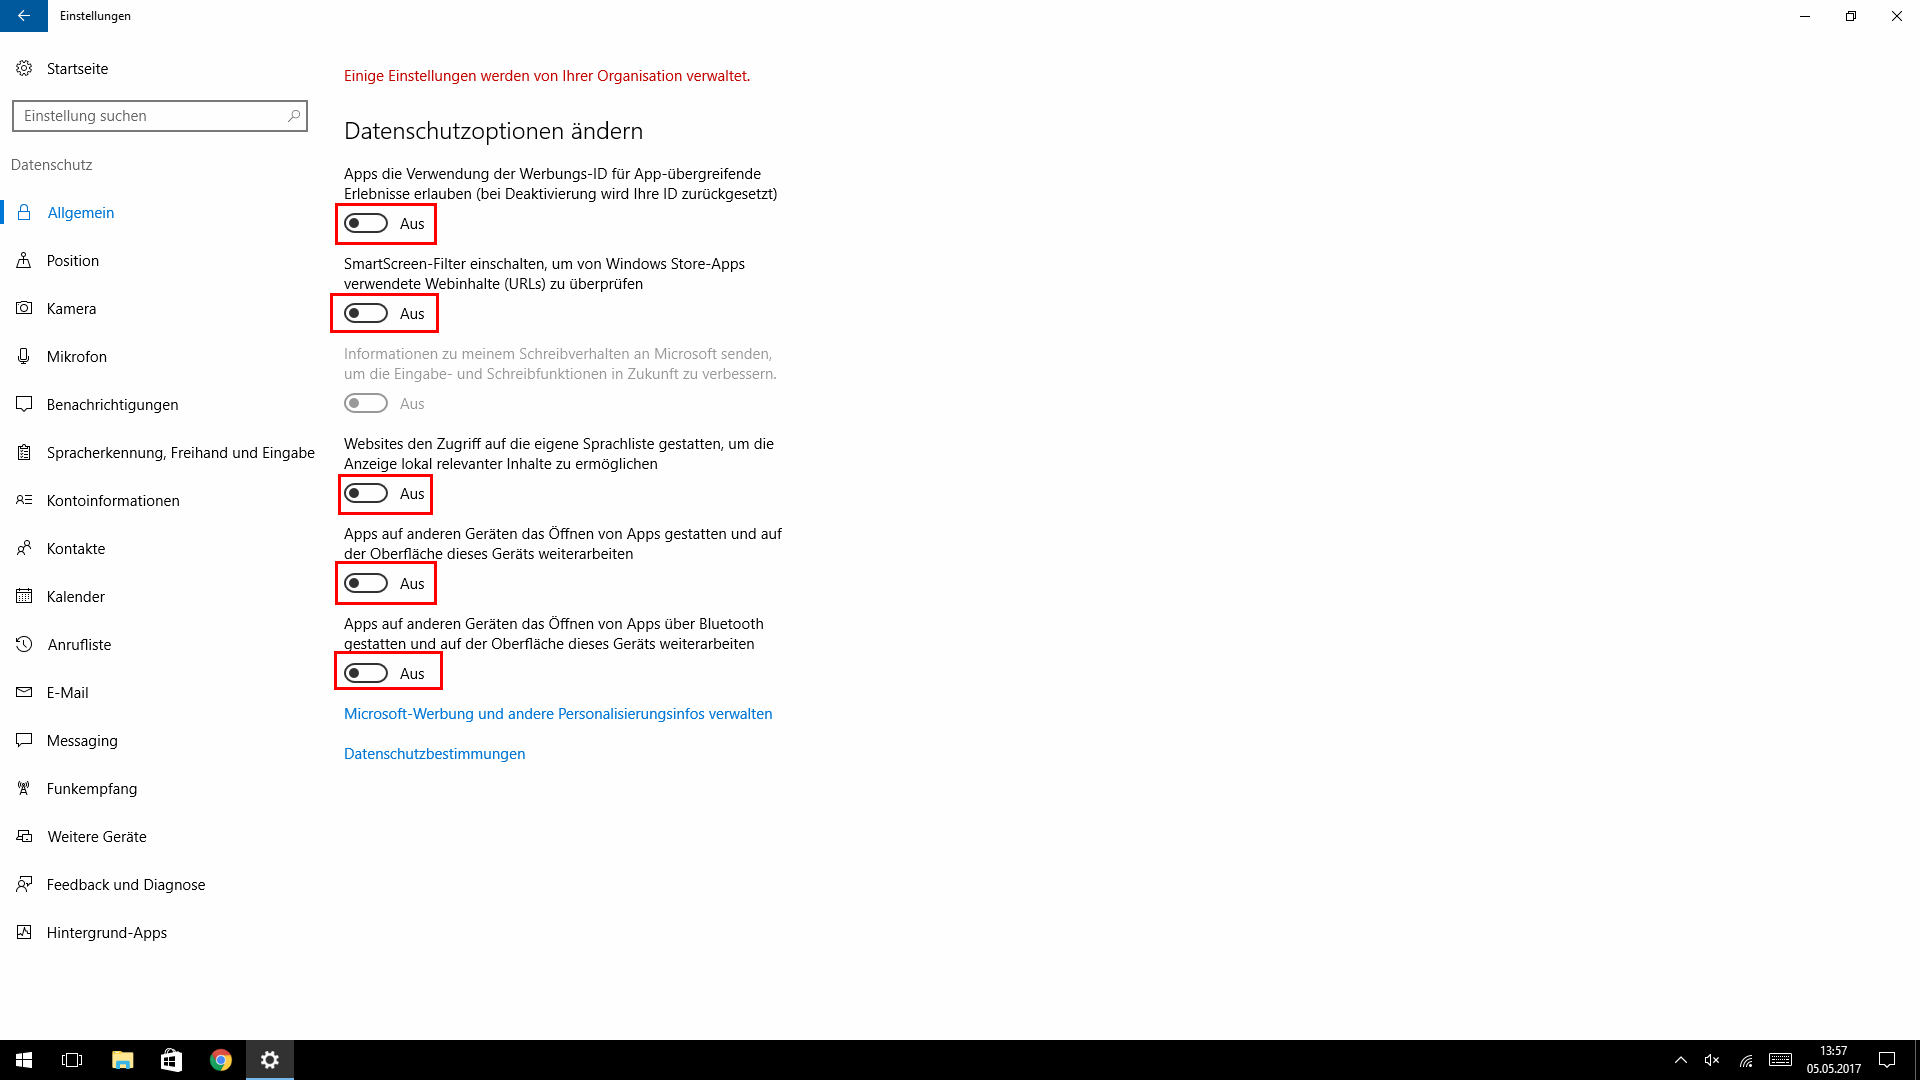 Einstellungen
Startseite
Einstellung suchen
Datenschutz
Allgemein
Position
Kamera
Mikrofon
Benachrichtigungen
Spracherkennung, Freihand und Eingabe
Kontoinformationen
Kontakte
Kalender
Anrufliste
E-Mail
Messaging
Funkempfang
Weitere Geräte
Feedback und Diagnose
Hintergrund-Apps
Einige Einstellungen werden von Ihrer Organisation verwaltet.
Datenschutzoptionen ändern
Apps die Verwendung der Werbungs-ID für App-übergreifende
Erlebnisse erlauben (bei Deaktivierung wird Ihre ID zurückgesetzt)
Aus
SmartScreen-Filter einschalten, um von Windows Store-Apps
verwendete Webinhalte (URLs) zu überprüfen
Aus
Informationen zu meinem Schreibverhalten an Microsoft senden,
um die Eingabe- und Schreibfunktionen in Zukunft zu verbessern.
Aus
Websites den Zugriff auf die eigene Sprachliste gestatten, um die
Anzeige lokal relevanter Inhalte zu ermöglichen
Aus
Apps auf anderen Geräten das Öffnen von Apps gestatten und auf
der Oberfläche dieses Geräts weiterarbeiten
Aus
Apps auf anderen Geräten das Öffnen von Apps über Bluetooth
gestatten und auf der Oberfläche dieses Geräts weiterarbeiten
Aus
Microsoft-Werbung und andere Personalisierungsinfos verwalten
Datenschutzbestimmungen
13:57
05.05.2017